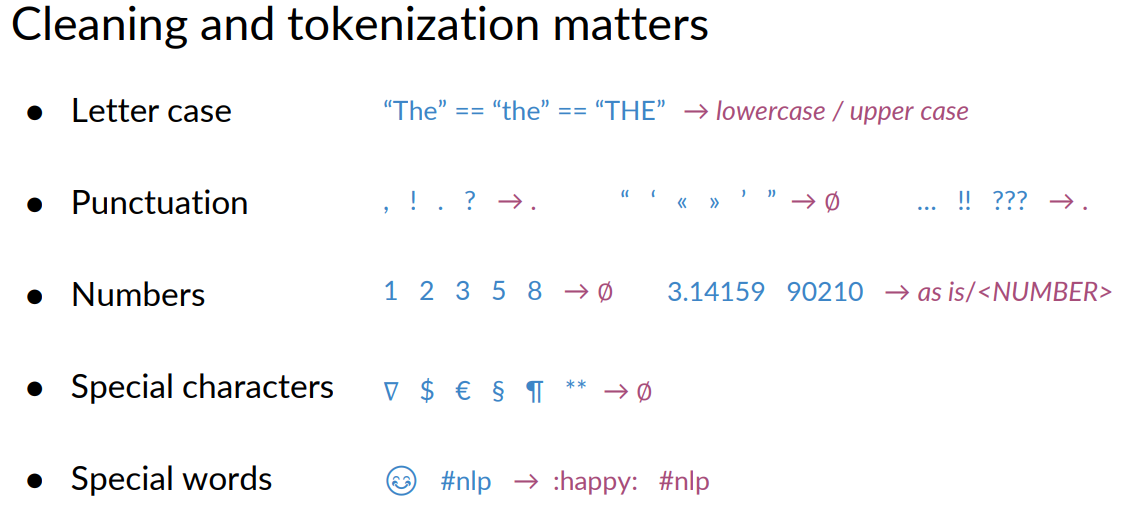 Cleaning and tokenization matters
● Letter case “The” == “the” == “THE” → lowercase / upper case
● Punctuation , ! . ? → . “ ‘ « » ’ ” → ∅ … !! ??? → .
● Numbers 1 2 3 5 8 → ∅ 3.14159 90210 → as is/<NUMBER>
● Special characters ∇ $ € § ¶ ** → ∅
● Special words 😊 #nlp → :happy: #nlp